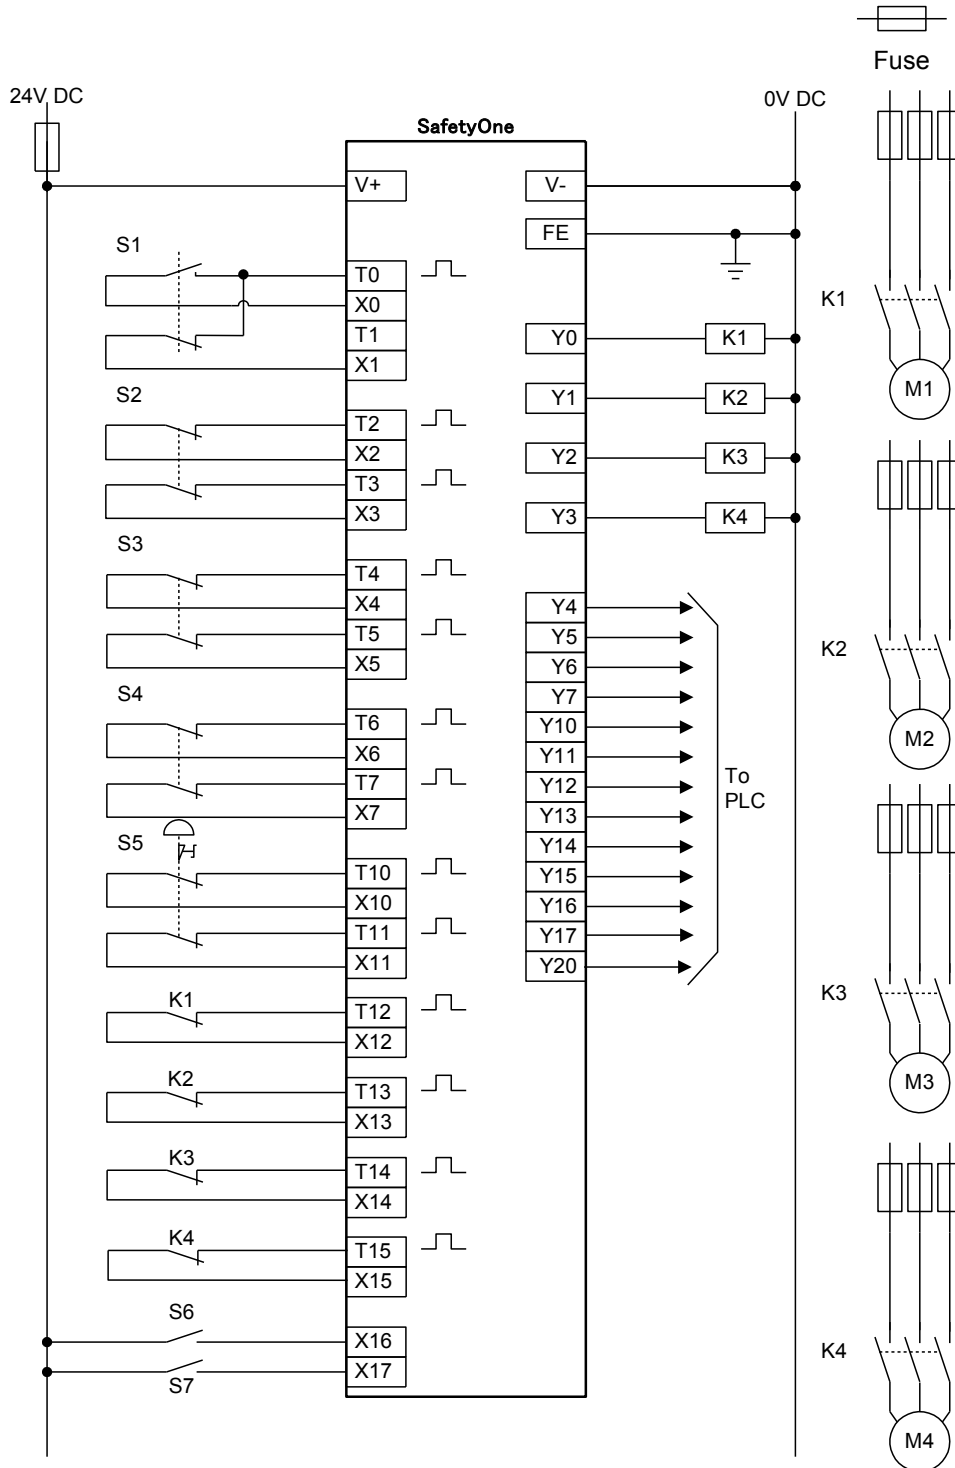 Fuse
24V DC
0V DC
SafetyOne
V+
V-
FE
S1
T0
X0
T1
X1
K1
Y0
K1
M1
S2
T2
X2
T3
X3
Y1
K2
Y2
K3
Y3
K4
S3
T4
X4
T5
X5
Y4
Y5
Y6
Y7
Y10
Y11
Y12
Y13
Y14
Y15
Y16
Y17
Y20
To
PLC
K2
M2
S4
T6
X6
T7
X7
S5
T10
X10
T11
X11
K1
T12
X12
K2
T13
X13
K3
T14
X14
K4
T15
X15
S6
X16
X17
S7
K3
M3
K4
M4